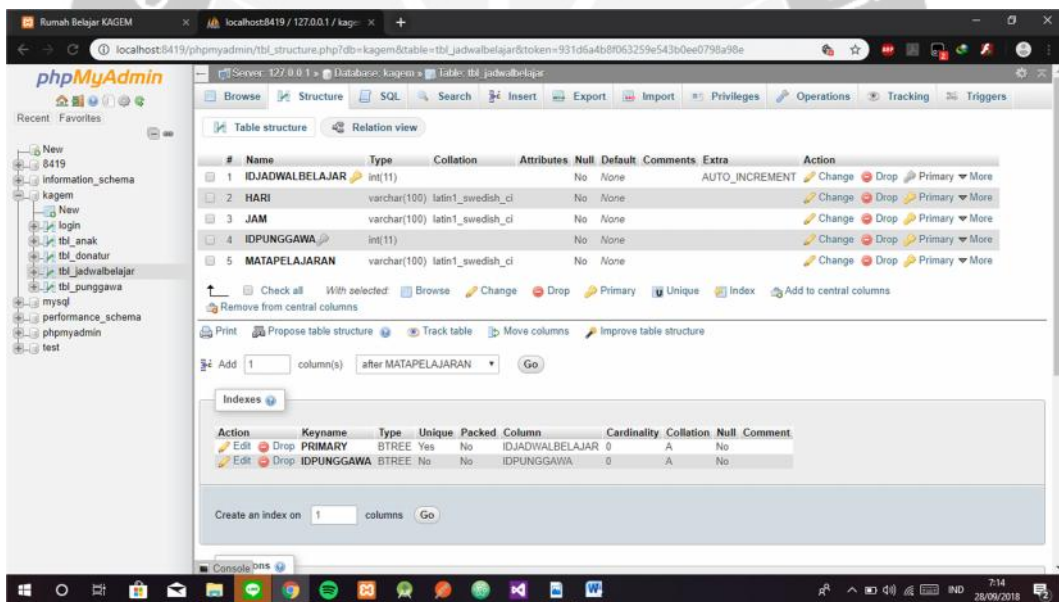 Rumah Belajar KAGEM
localhost:8419 / 127.0.0.1 / kage
localhost:8419/phpmyadmin/tbl_structure.php?db=kagem&table=tbl_jadwalbelajar&token=931d6a4b8f063259e543b0ee0798a98e
phpMyAdmin
Recent Favorites
New
8419
information_schema
kagem
New
login
tbl_anak
tbl_donatur
tbl_jadwalbelajar
tbl_punggawa
mysql
performance_schema
phpmyadmin
test
Server: 127.0.0.1 » Database: kagem » Table: tbl_jadwalbelajar
Browse Structure SQL Search Insert Export Import Privileges Operations Tracking Triggers
Table structure Relation view
# Name Type Collation Attributes Null Default Comments Extra Action
1 IDJADWALBELAJAR int(11) No None AUTO_INCREMENT Change Drop Primary More
2 HARI varchar(100) latin1_swedish_ci No None Change Drop Primary More
3 JAM varchar(100) latin1_swedish_ci No None Change Drop Primary More
4 IDPUNGGAWA int(11) No None Change Drop Primary More
5 MATAPELAJARAN varchar(100) latin1_swedish_ci No None Change Drop Primary More
Check all With selected: Browse Change Drop Primary Unique Index Add to central columns
Remove from central columns
Print Propose table structure Track table Move columns Improve table structure
Add 1 column(s) after MATAPELAJARAN Go
Indexes
Action Keyname Type Unique Packed Column Cardinality Collation Null Comment
Edit Drop PRIMARY BTREE Yes No IDJADWALBELAJAR 0 A No
Edit Drop IDPUNGGAWA BTREE No No IDPUNGGAWA 0 A No
Create an index on 1 columns Go
Console ons
IND
7:14
28/09/2018